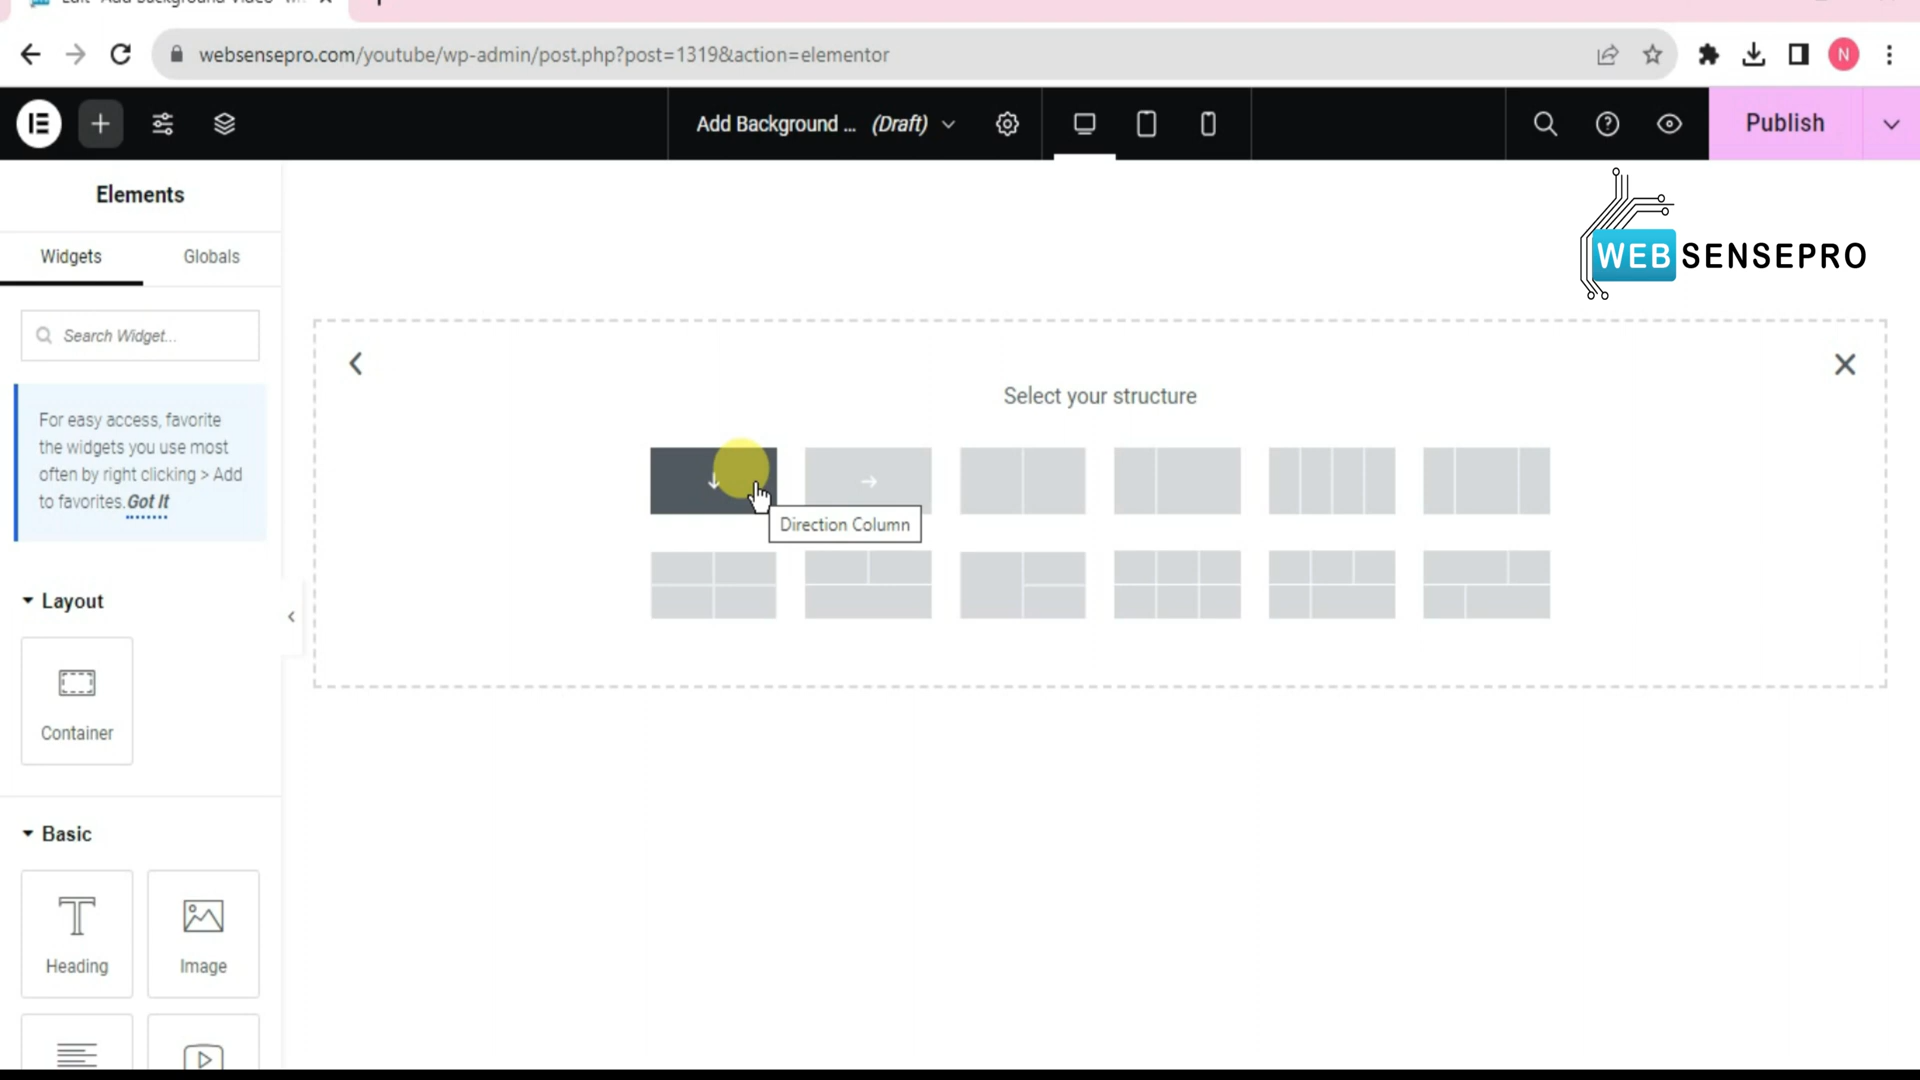 websensepro.com/youtube/wp-admin/post.php?post=1319&action=elementor
N
Add Background ... (Draft)
Publish
Elements
WEB SENSEPRO
Widgets
Globals
Search Widget...
For easy access, favorite
the widgets you use most
often by right clicking > Add
to favorites. Got It
Select your structure
Direction Column
Layout
Container
Basic
Heading
Image